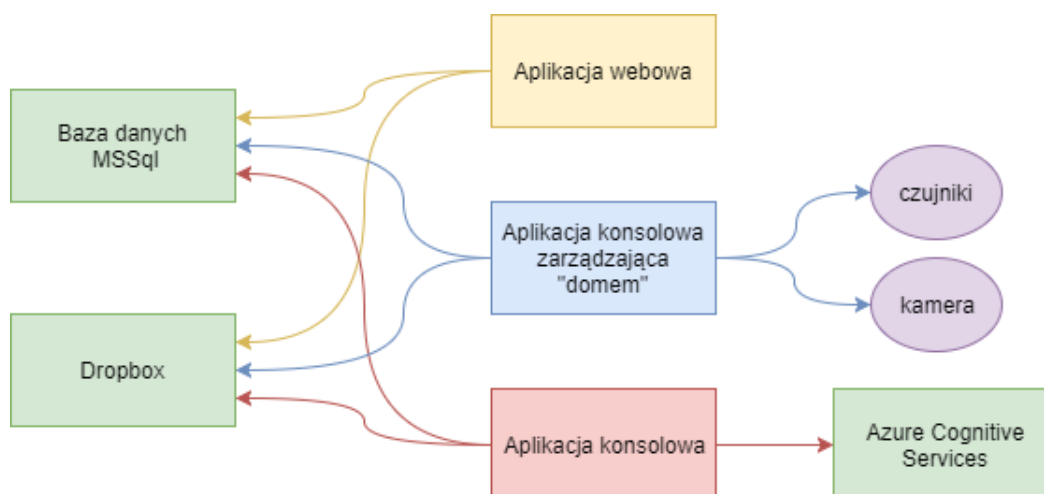 Aplikacja webowa
Baza danych
MSSql
czujniki
Aplikacja konsolowa
zarządzająca
"domem"
kamera
Dropbox
Aplikacja konsolowa
Azure Cognitive
Services